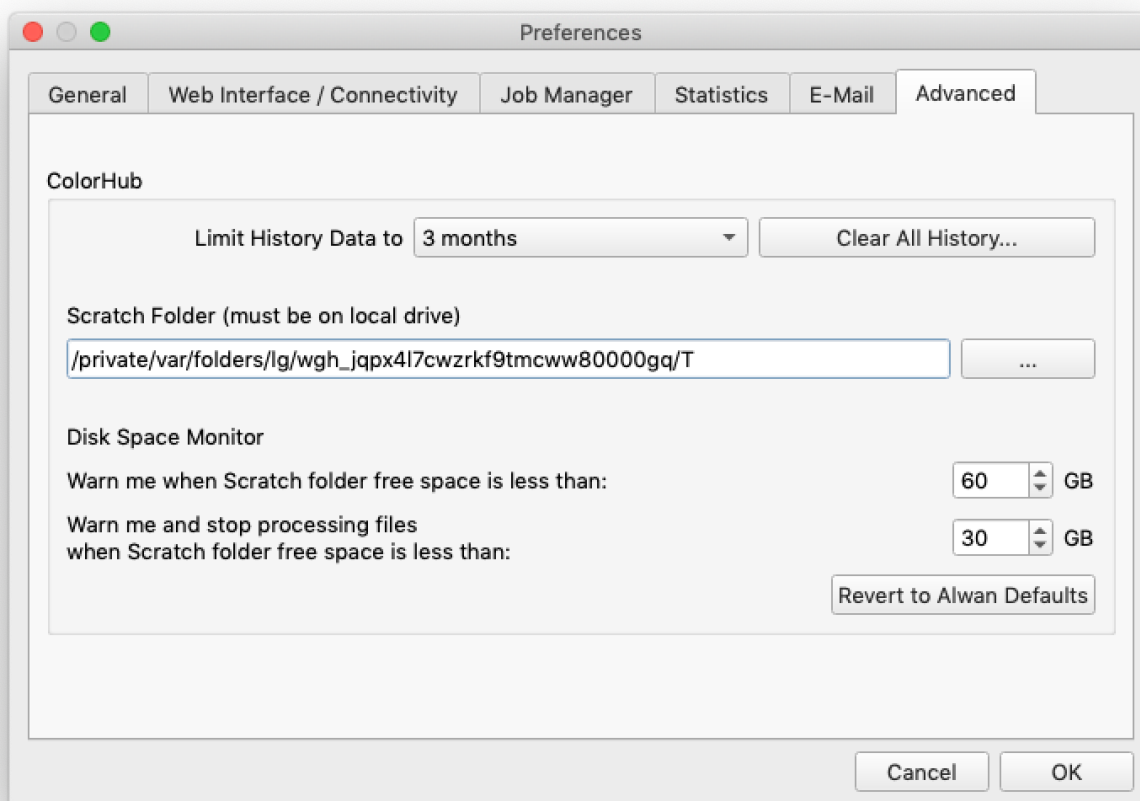 Preferences
General Web Interface / Connectivity Job Manager Statistics E-Mail Advanced
ColorHub
Limit History Data to 3 months Clear All History...
Scratch Folder (must be on local drive)
/private/var/folders/lg/wgh_jqpx4l7cwzrkf9tmcww80000gq/T ...
Disk Space Monitor
Warn me when Scratch folder free space is less than: 60 GB
Warn me and stop processing files
when Scratch folder free space is less than: 30 GB
Revert to Alwan Defaults
Cancel OK